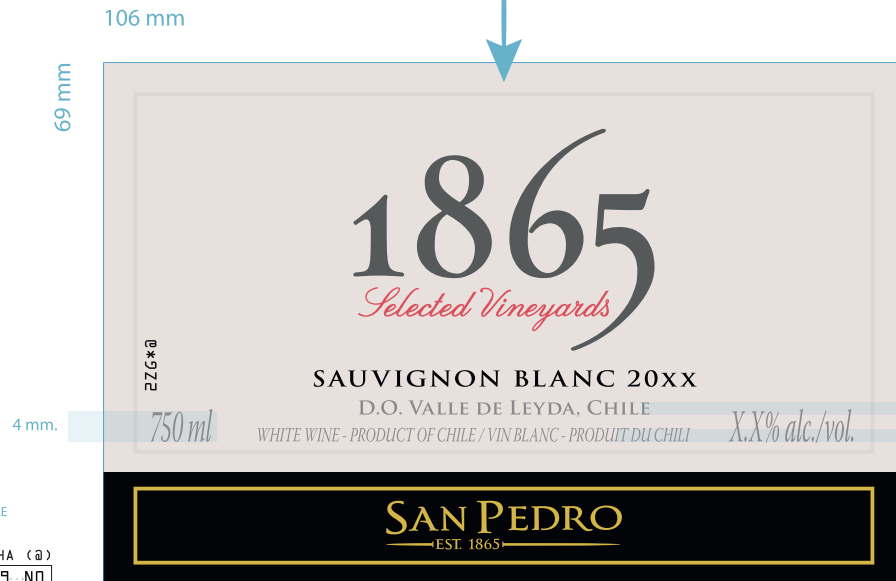 106 mm
69 mm
1865
Selected Vineyards
2ZG*@
SAUVIGNON BLANC 20XX
D.O. VALLE DE LEYDA, CHILE
4 mm.
750 ml
WHITE WINE - PRODUCT OF CHILE / VIN BLANC - PRODUIT DU CHILI
X.X% alc./vol.
SAN PEDRO
EST. 1865